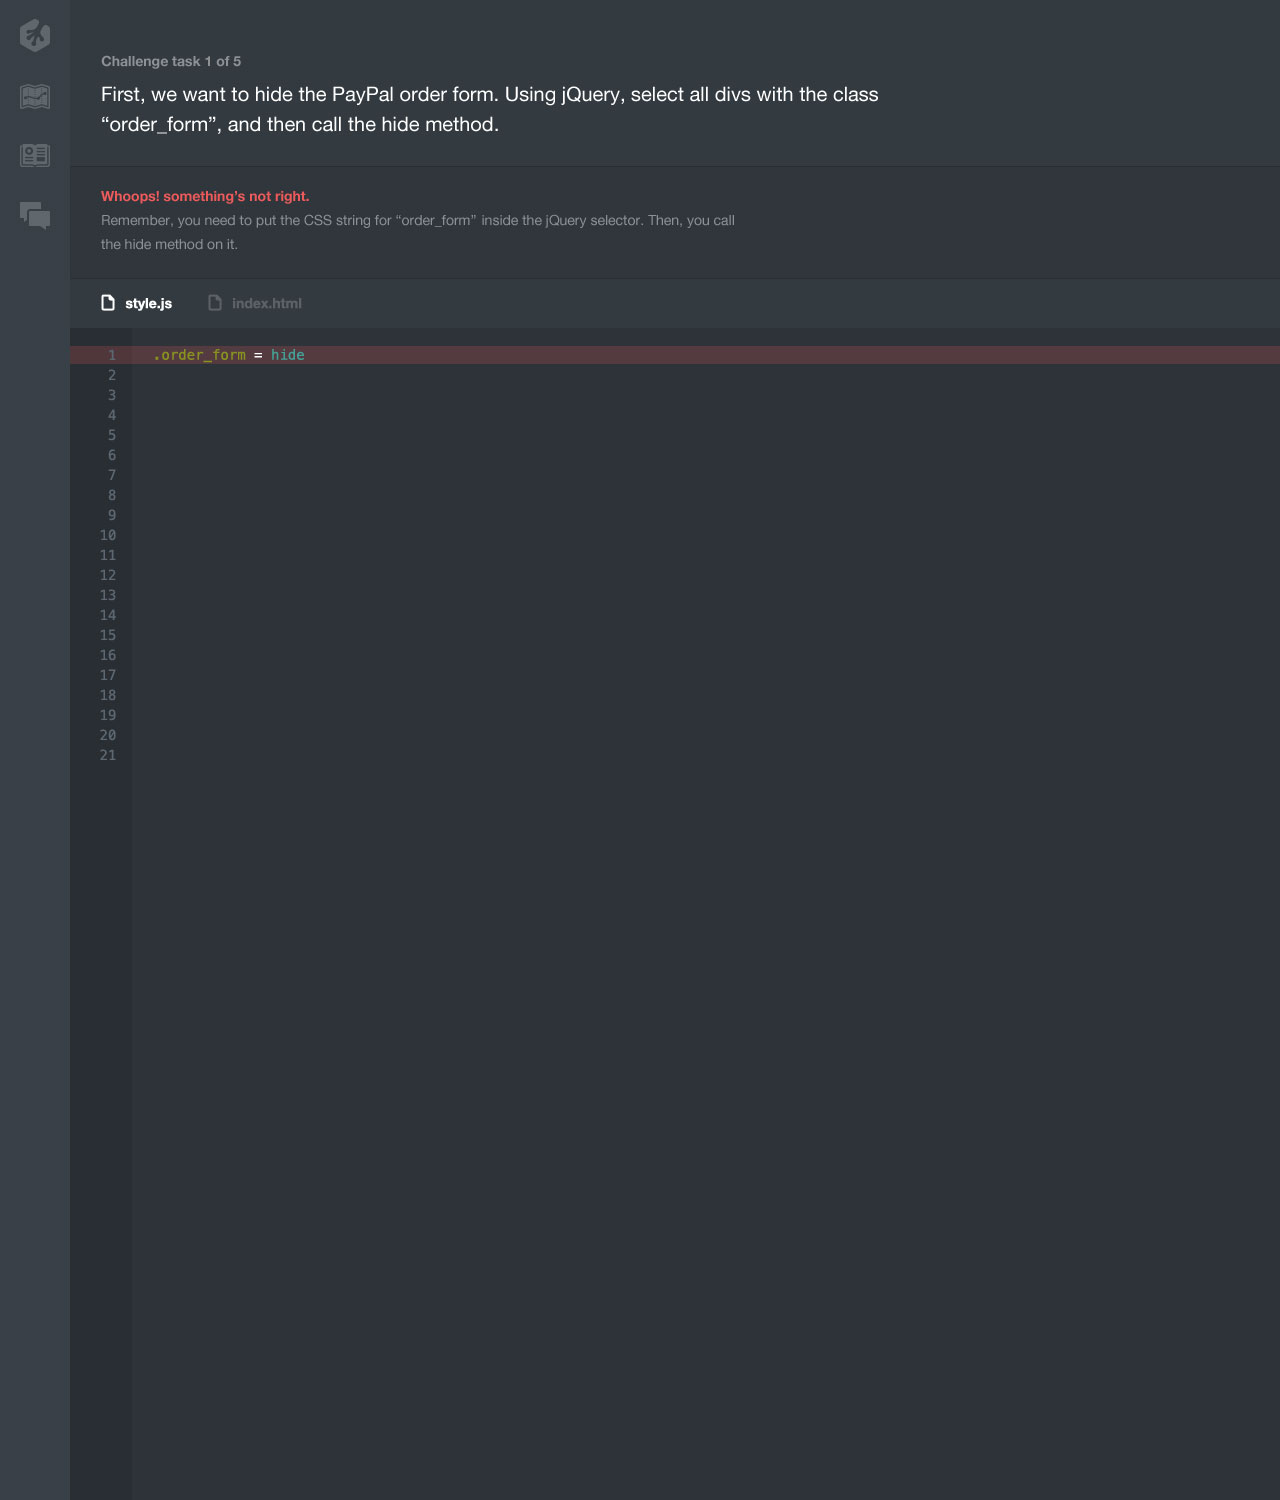 Challenge task 1 of 5
First, we want to hide the PayPal order form. Using jQuery, select all divs with the class
“order_form”, and then call the hide method.
Whoops! something’s not right.
Remember, you need to put the CSS string for “order_form” inside the jQuery selector. Then, you call
the hide method on it.
style.js index.html
1 .order_form = hide
2
3
4
5
6
7
8
9
10
11
12
13
14
15
16
17
18
19
20
21